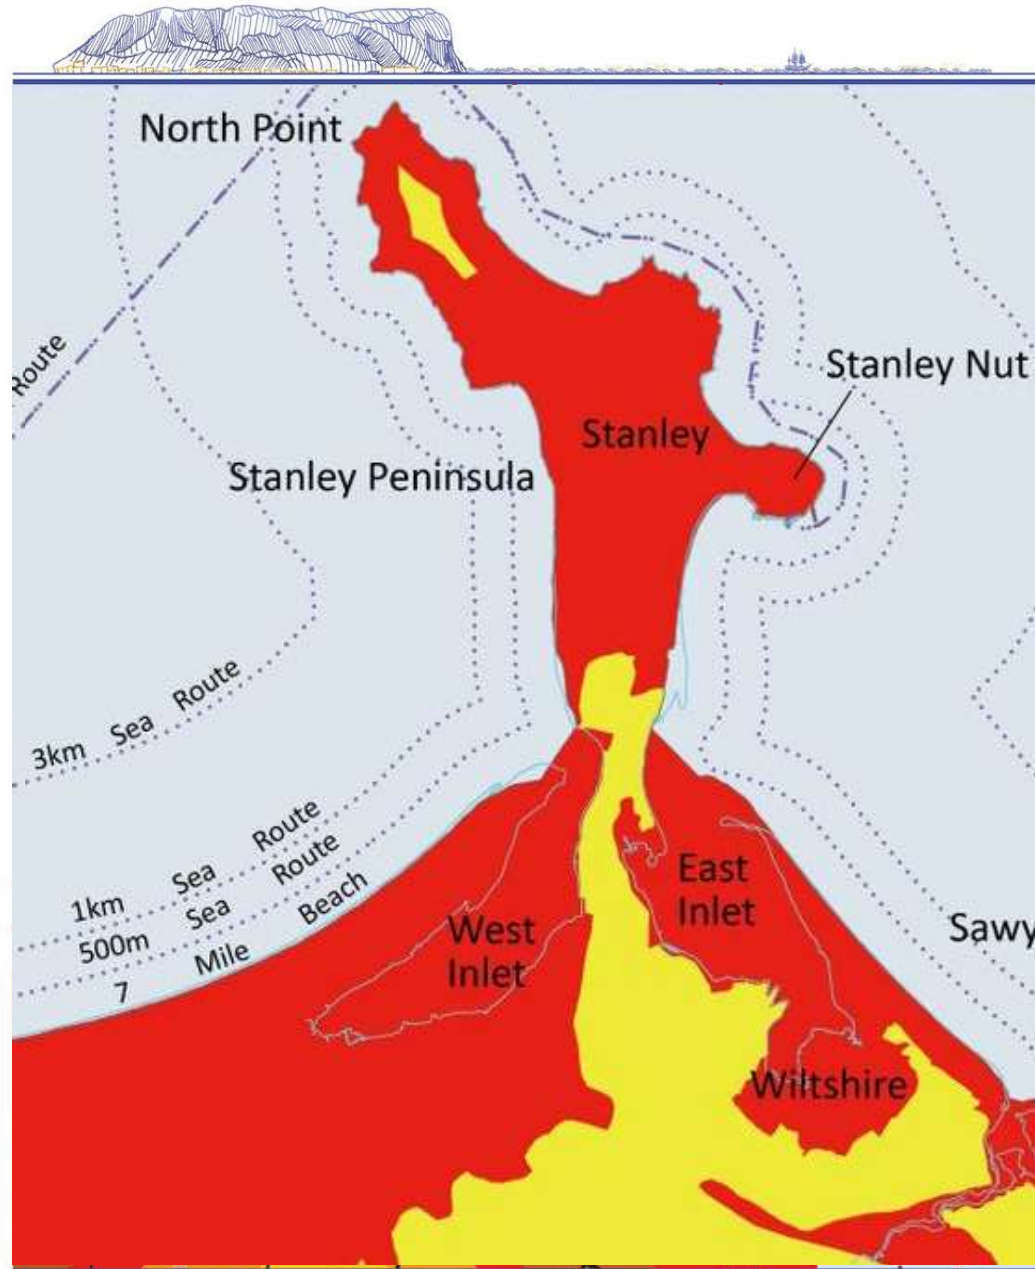 North Point
Route
Stanley Nut
Stanley
Stanley Peninsula
3km Sea Route
1km Sea Route
500m Sea Route
7 Mile Beach
East
Inlet
West
Inlet
Sawy
Wiltshire